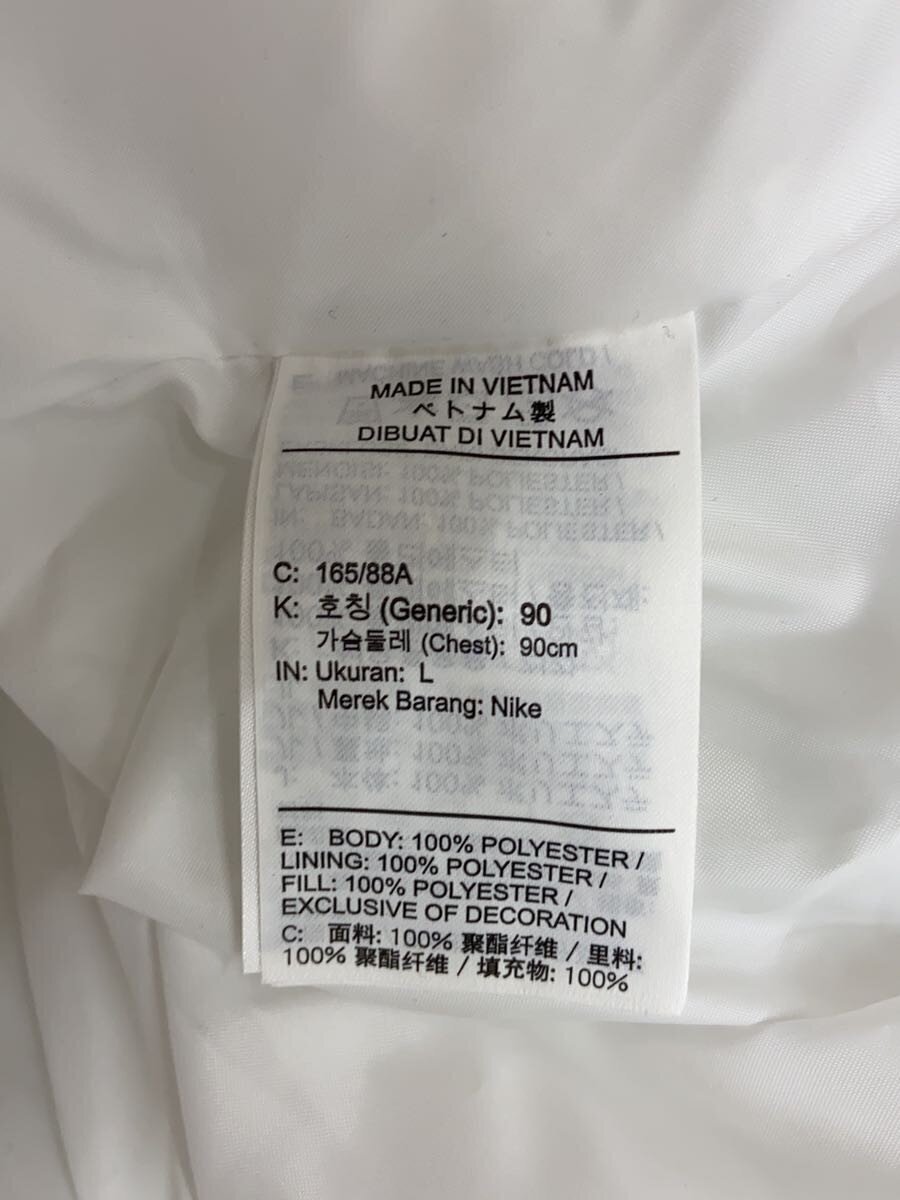 MADE IN VIETNAM
ベトナム製
DIBUAT DI VIETNAM
C: 165/88A
K: 호칭 (Generic): 90
가슴둘레 (Chest): 90cm
IN: Ukuran: L
Merek Barang: Nike
E: BODY: 100% POLYESTER /
LINING: 100% POLYESTER /
FILL: 100% POLYESTER /
EXCLUSIVE OF DECORATION
C: 面料: 100% 聚酯纤维 / 里料:
100% 聚酯纤维 / 填充物: 100%